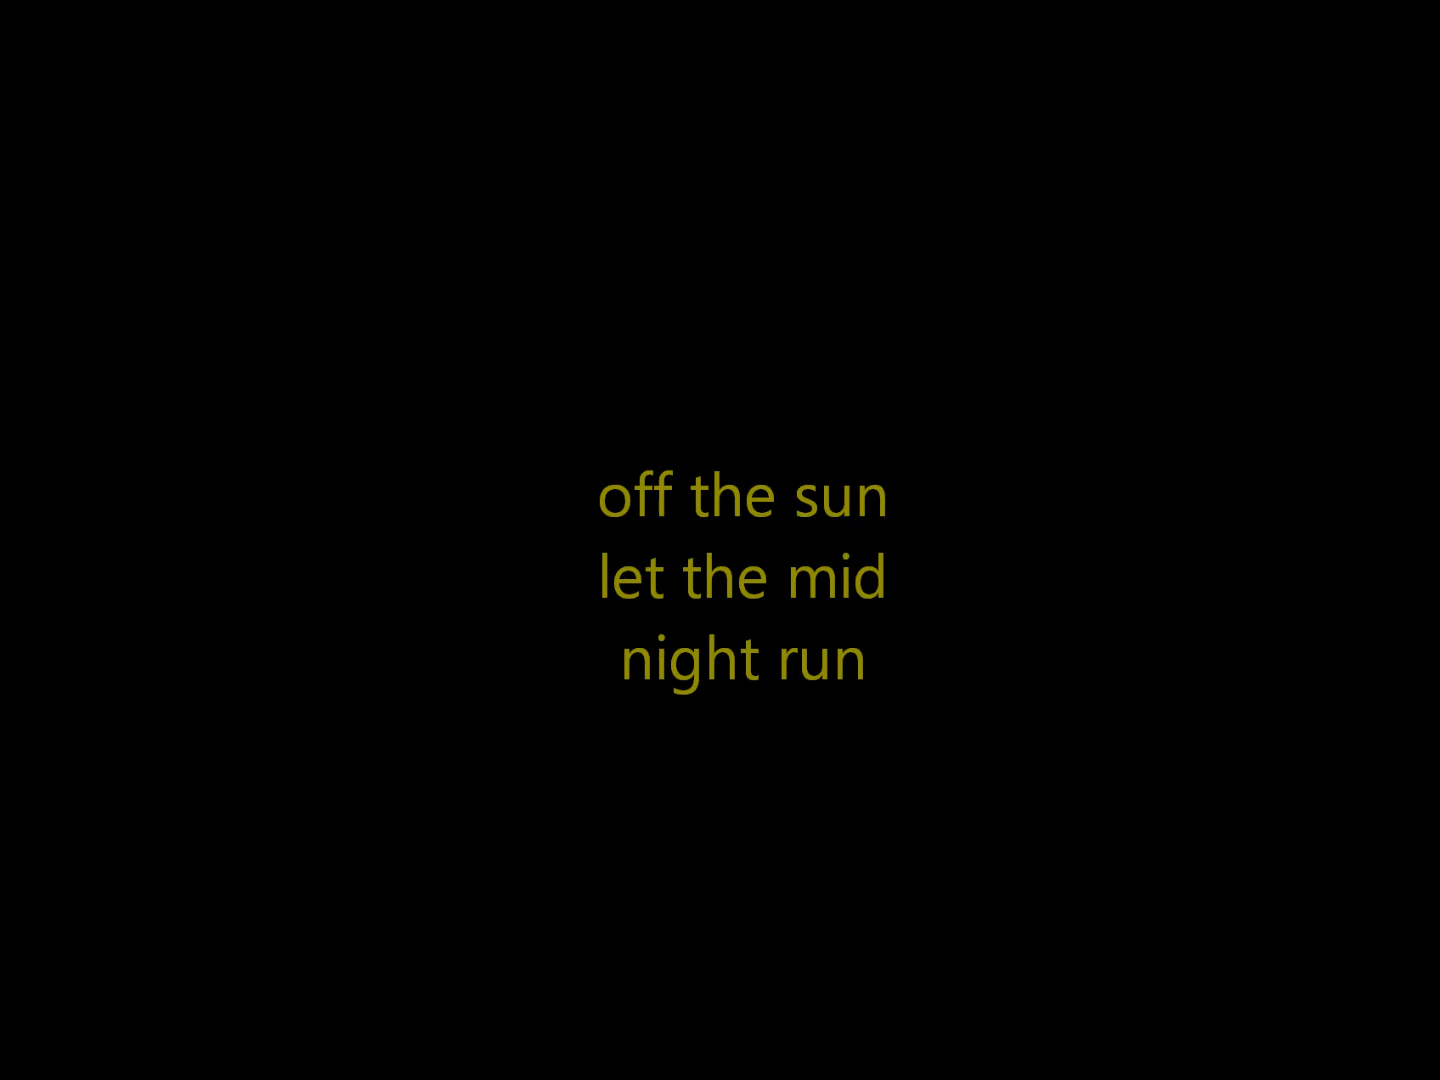 off the sun
let the mid
night run